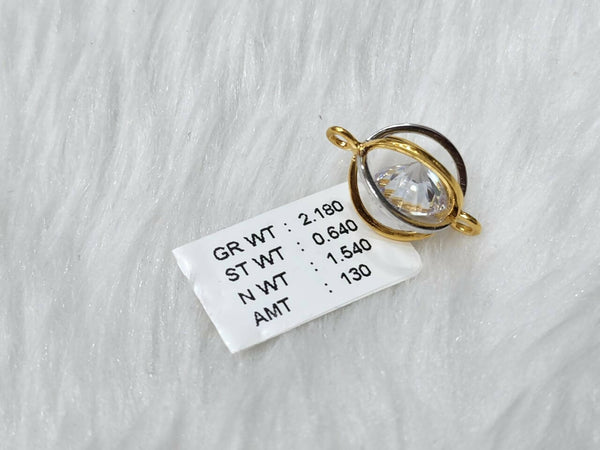 GR WT : 2.180
ST WT : 0.640
N WT : 1.540
AMT : 130